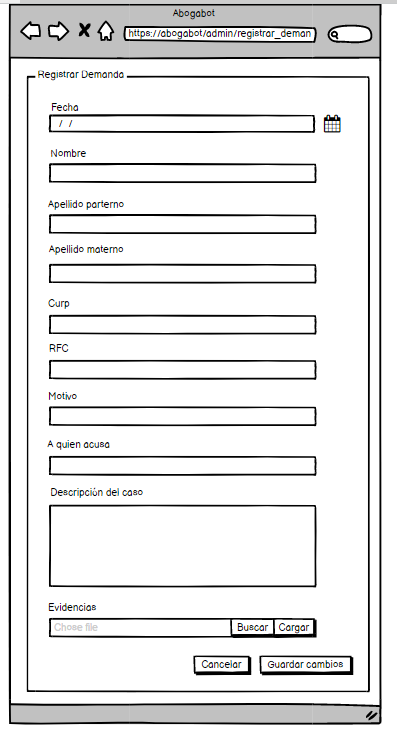 Abogabot
https://abogabot/admin/registrar_deman
Registrar Demanda
Fecha
/ /
Nombre
Apellido parterno
Apellido materno
Curp
RFC
Motivo
A quien acusa
Descripción del caso
Evidencias
Chose file
Buscar
Cargar
Cancelar
Guardar cambios